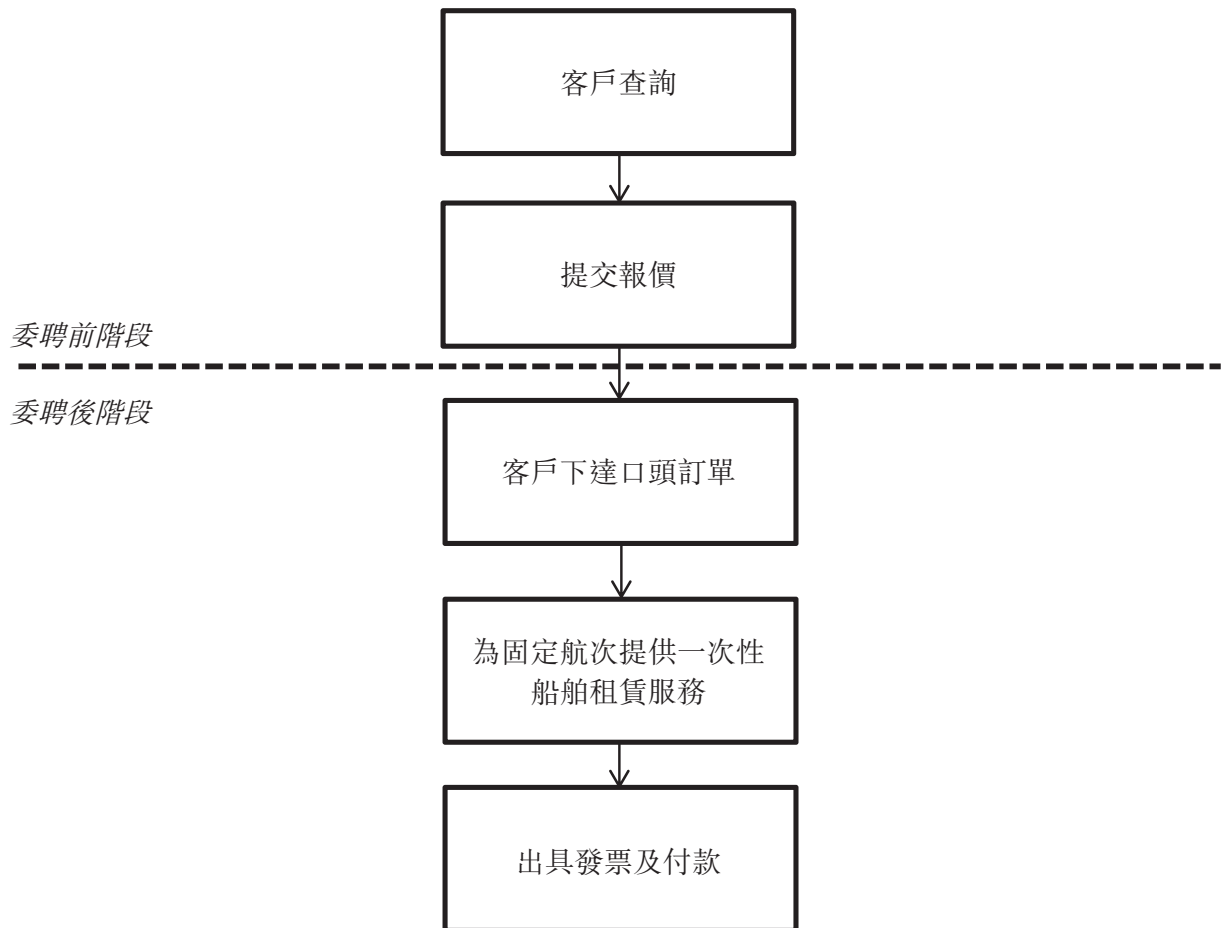 客戶查詢
提交報價
委聘前階段
委聘後階段
客戶下達口頭訂單
為固定航次提供一次性
船舶租賃服務
出具發票及付款